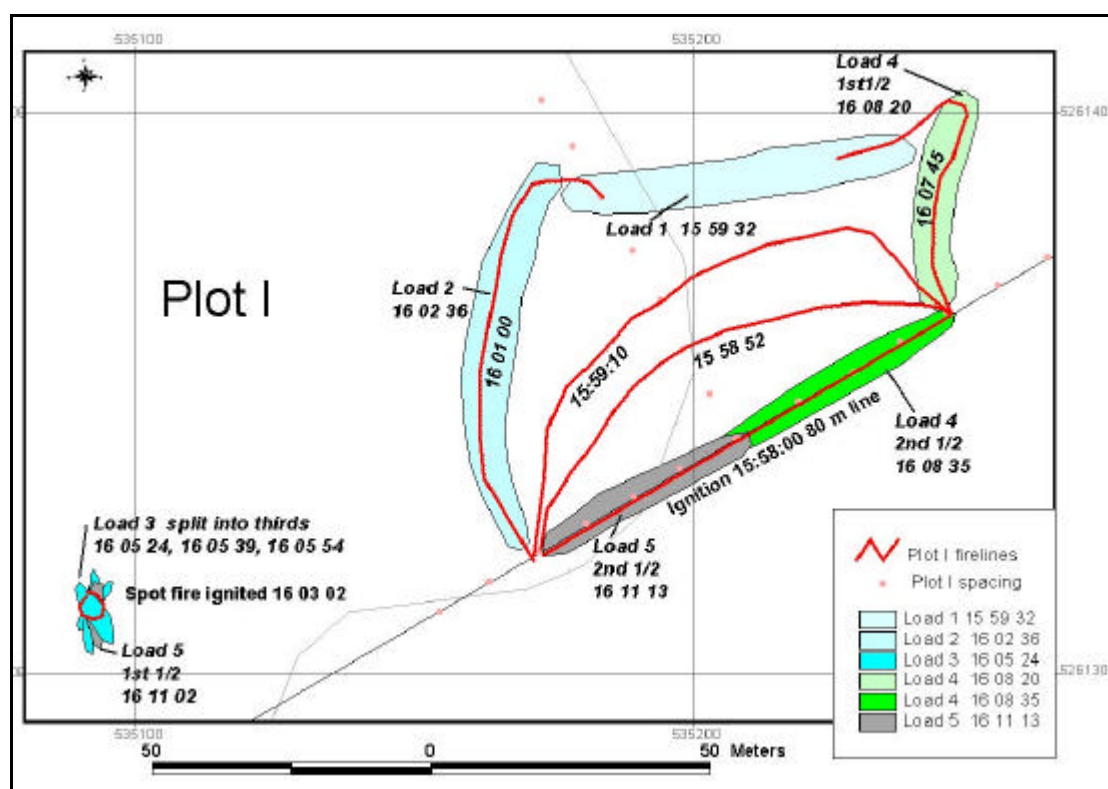 535100
535200
Load 4
1st1/2
16 08 20
526140
16 07 45
Load 1 15 59 32
Plot I
Load 2
16 02 36
16 01 00
15:59:10
15 58 52
Ignition 15:58:00 80 m line
Load 4
2nd 1/2
16 08 35
Load 3 split into thirds
16 05 24, 16 05 39, 16 05 54
Spot fire ignited 16 03 02
Load 5
2nd 1/2
16 11 13
Load 5
1st 1/2
16 11 02
Plot I firelines
Plot I spacing
Load 1 15 59 32
Load 2 16 02 36
Load 3 16 05 24
Load 4 16 08 20
Load 4 16 08 35
Load 5 16 11 13
526130
535100
535200
50 0 50 Meters